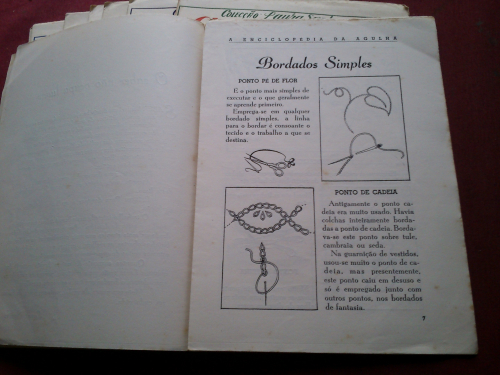 Colecção Laura
A ENCICLOPEDIA DA AGULHA
Bordados Simples
PONTO PÉ DE FLOR
E o ponto mais simples de
executar e o que geralmente
se aprende primeiro.
Emprega-se em qualquer
bordado simples, a linha
para o bordar é consoante o
tecido e o trabalho a que se
destina.
PONTO DE CADEIA
Antigamente o ponto ca-
deia era muito usado. Havia
colchas inteiramente borda-
das a ponto de cadeia. Borda-
va-se este ponto sobre tule,
cambraia ou seda.
Na guarnição de vestidos,
usou-se muito o ponto de ca-
deia, mas presentemente,
este ponto caiu em desuso e
só é empregado junto com
outros pontos, nos bordados
de fantasia.
7